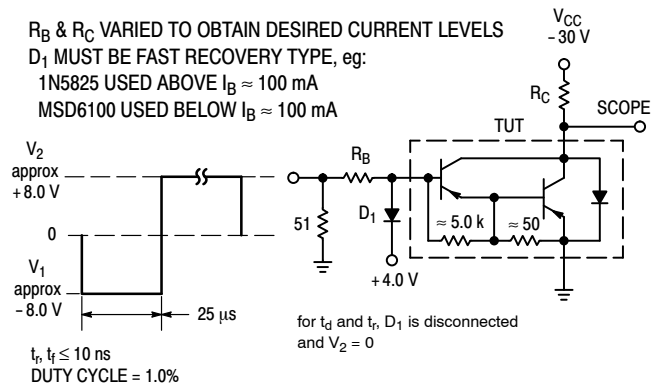 R_B & R_C VARIED TO OBTAIN DESIRED CURRENT LEVELS
D_1 MUST BE FAST RECOVERY TYPE, eg:
1N5825 USED ABOVE I_B ≈ 100 mA
MSD6100 USED BELOW I_B ≈ 100 mA
V_CC
- 30 V
R_C
SCOPE
TUT
R_B
V_2
approx
+ 8.0 V
51
D_1
≈ 5.0 k
≈ 50
0
V_1
approx
- 8.0 V
+ 4.0 V
25 μs
for t_d and t_r, D_1 is disconnected
and V_2 = 0
t_r, t_f ≤ 10 ns
DUTY CYCLE = 1.0%